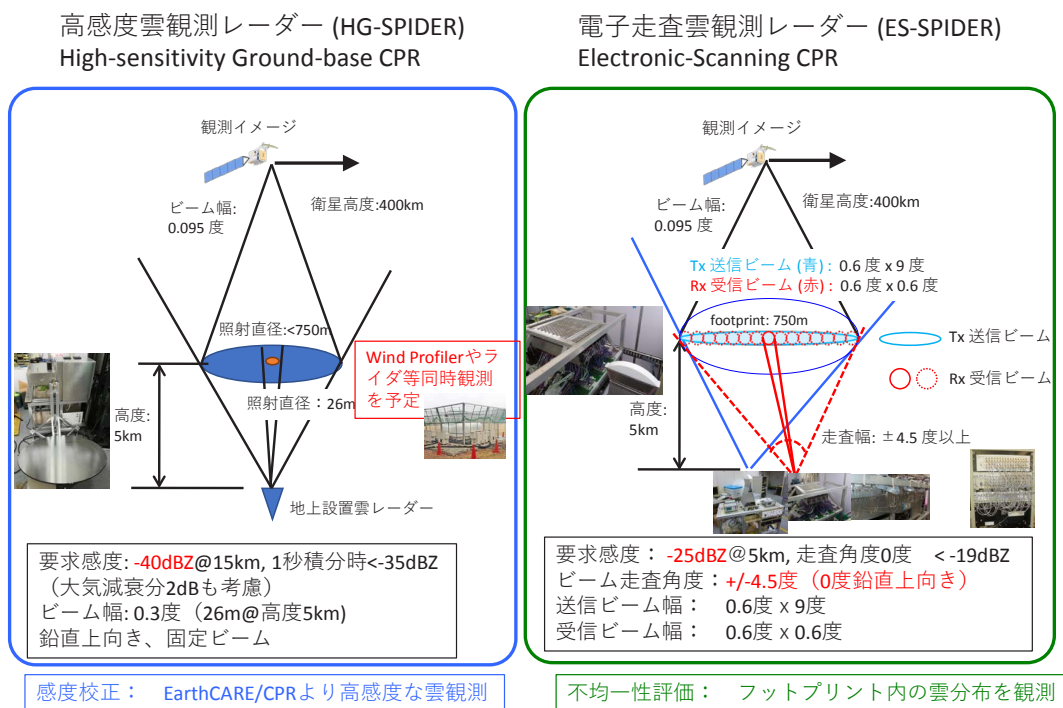 高感度雲観測レーダー (HG-SPIDER)
High-sensitivity Ground-base CPR
観測イメージ
ビーム幅:
0.095 度
衛星高度:400km
照射直径:<750m
Wind Profilerやラ
イダ等同時観測
を予定
照射直径：26m
高度:
5km
地上設置雲レーダー
要求感度: -40dBZ@15km, 1秒積分時<-35dBZ
（大気減衰分2dBも考慮）
ビーム幅: 0.3度（26m@高度5km)
鉛直上向き、固定ビーム
感度校正： EarthCARE/CPRより高感度な雲観測
電子走査雲観測レーダー (ES-SPIDER)
Electronic-Scanning CPR
観測イメージ
ビーム幅:
0.095 度
衛星高度:400km
Tx 送信ビーム (青) : 0.6 度 x 9 度
Rx 受信ビーム (赤) : 0.6 度 x 0.6 度
footprint: 750m
Tx 送信ビーム
Rx 受信ビーム
高度:
5km
走査幅: ±4.5 度以上
要求感度： -25dBZ@5km, 走査角度0度 < -19dBZ
ビーム走査角度：+/-4.5度（0度鉛直上向き）
送信ビーム幅： 0.6度 x 9度
受信ビーム幅： 0.6度 x 0.6度
不均一性評価： フットプリント内の雲分布を観測